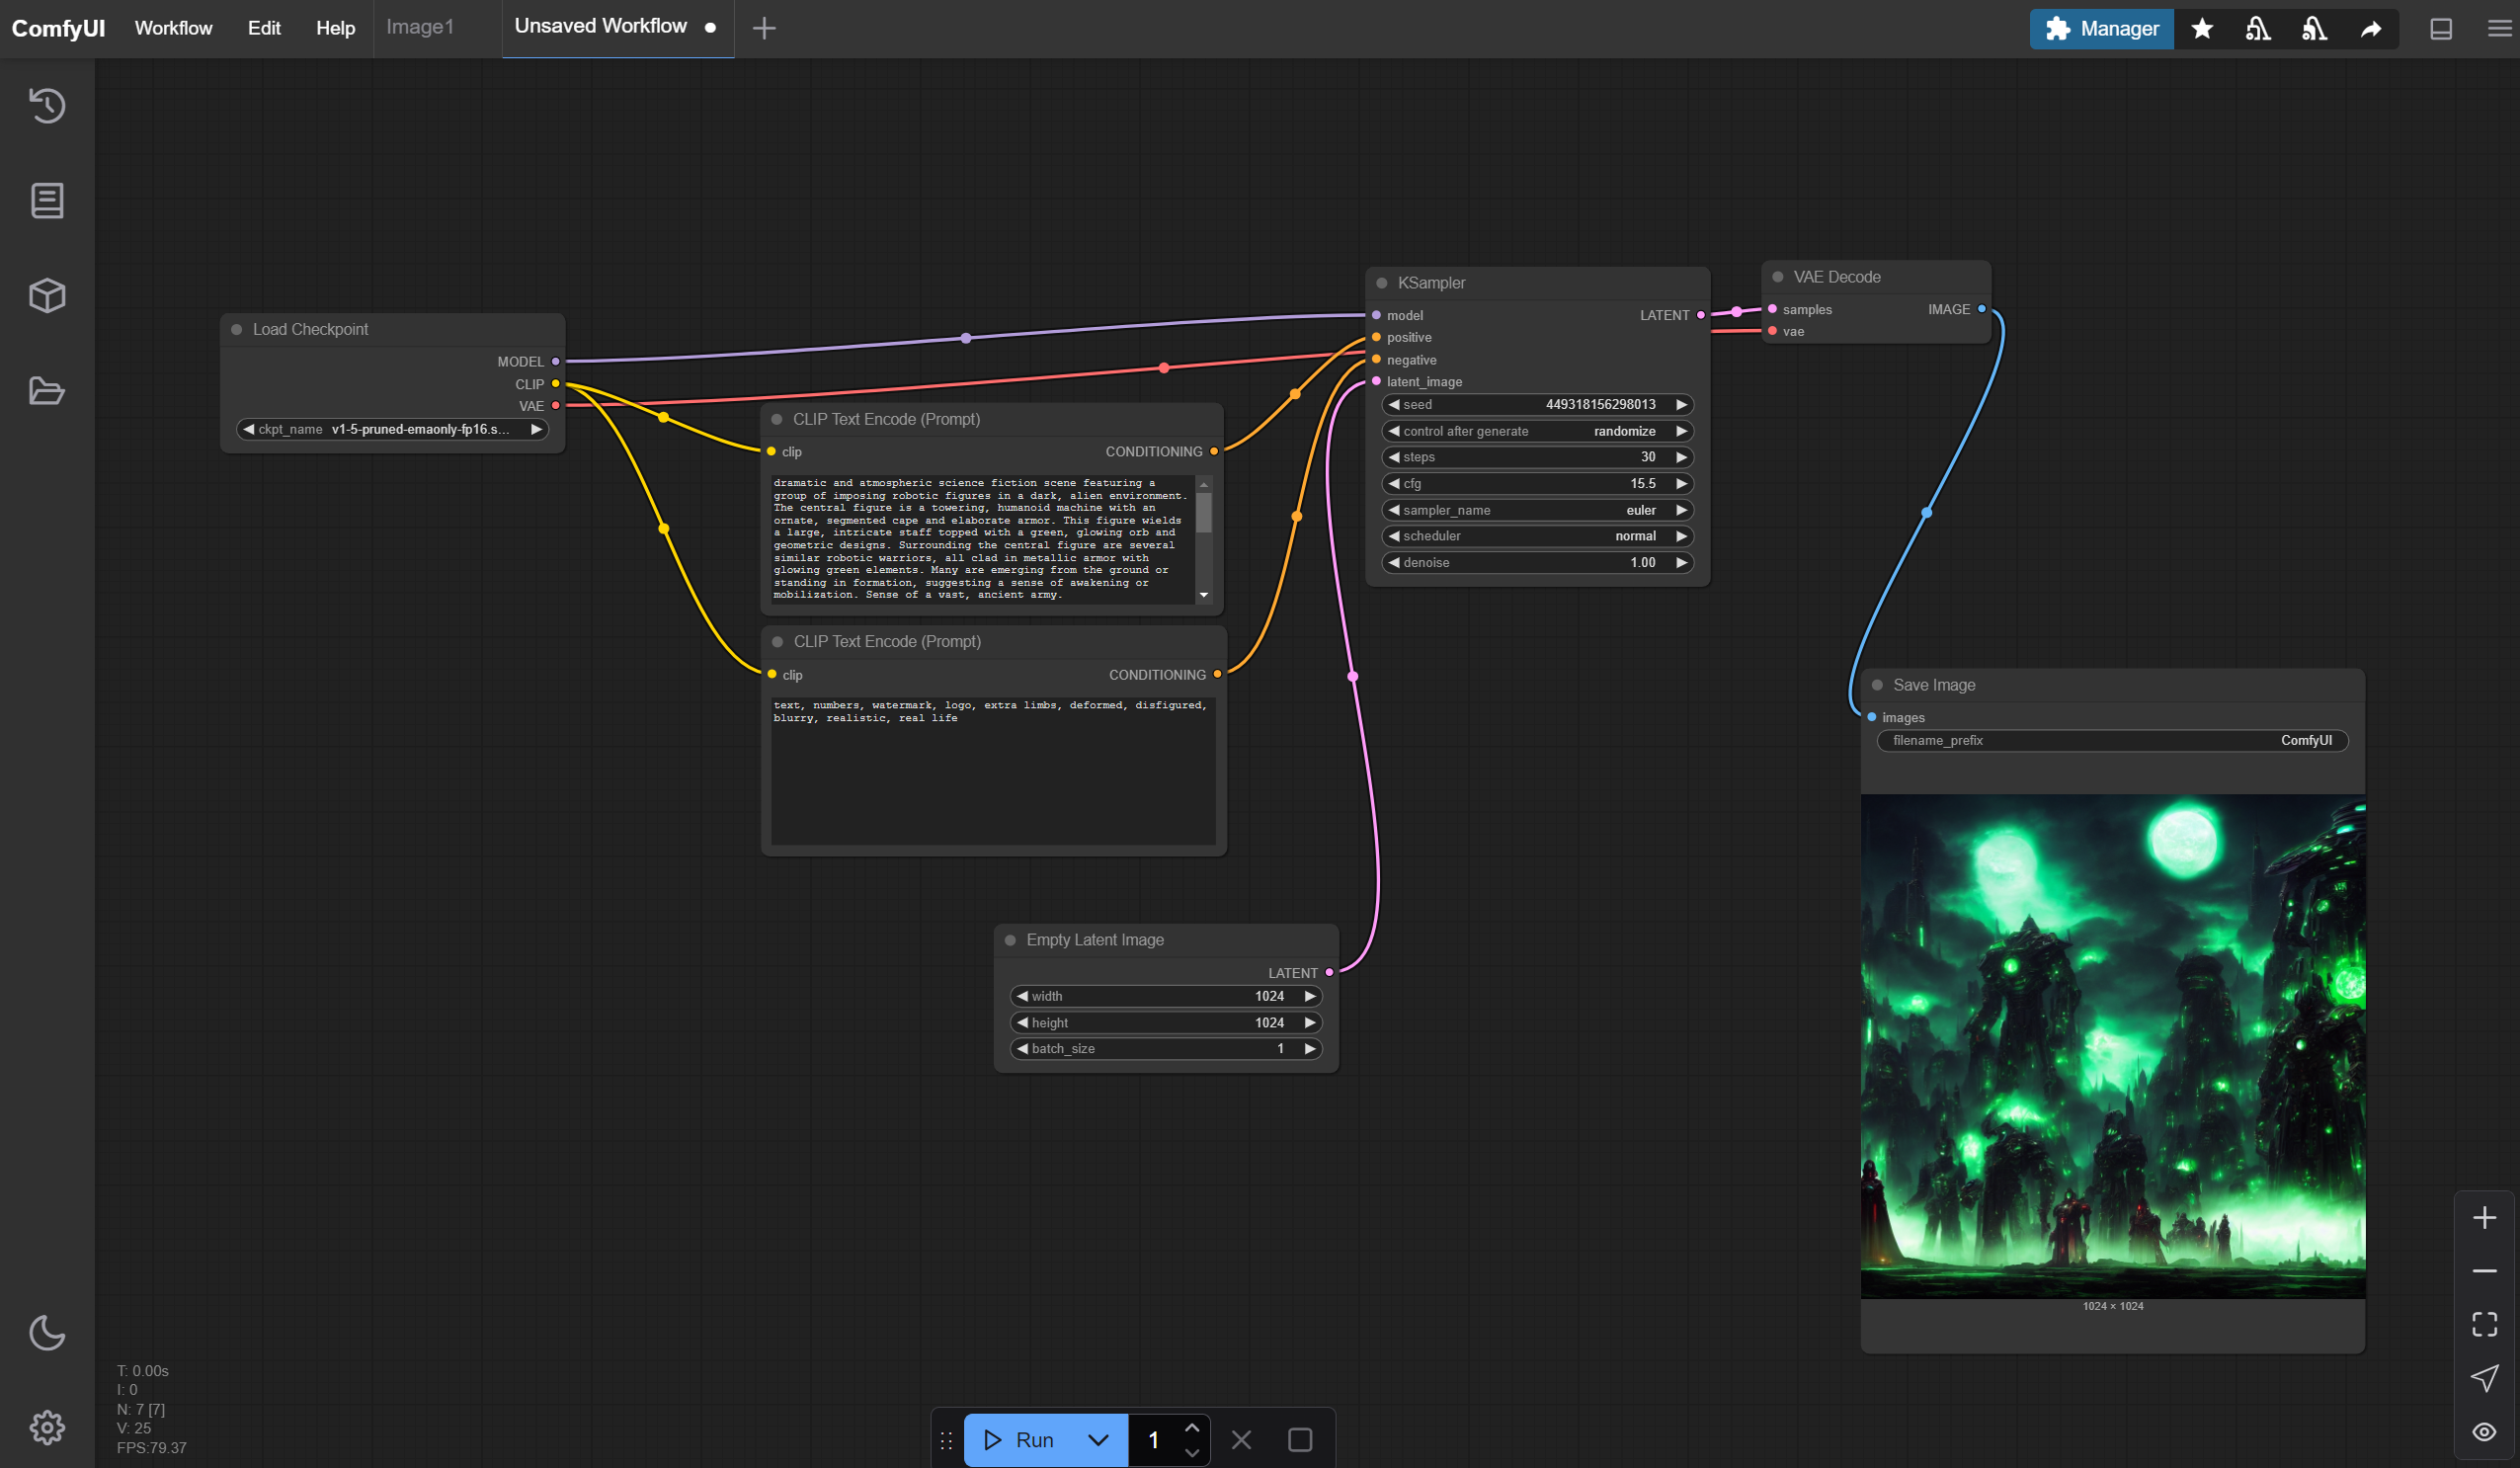 ComfyUI Workflow Edit Help Image1 Unsaved Workflow Manager
Load Checkpoint
MODEL
CLIP
VAE
ckpt_name v1-5-pruned-emaonly-fp16.s...
CLIP Text Encode (Prompt)
clip CONDITIONING
dramatic and atmospheric science fiction scene featuring a
group of imposing robotic figures in a dark, alien environment.
The central figure is a towering, humanoid machine with an
ornate, segmented cape and elaborate armor. This figure wields
a large, intricate staff topped with a green, glowing orb and
geometric designs. Surrounding the central figure are several
similar robotic warriors, all clad in metallic armor with
glowing green elements. Many are emerging from the ground or
standing in formation, suggesting a sense of awakening or
mobilization. Sense of a vast, ancient army.
CLIP Text Encode (Prompt)
clip CONDITIONING
text, numbers, watermark, logo, extra limbs, deformed, disfigured,
blurry, realistic, real life
Empty Latent Image
LATENT
width 1024
height 1024
batch_size 1
KSampler
model LATENT
positive
negative
latent_image
seed 449318156298013
control after generate randomize
steps 30
cfg 15.5
sampler_name euler
scheduler normal
denoise 1.00
VAE Decode
samples IMAGE
vae
Save Image
images
filename_prefix ComfyUI
1024 × 1024
T: 0.00s
I: 0
N: 7 [7]
V: 25
FPS:79.37
Run 1